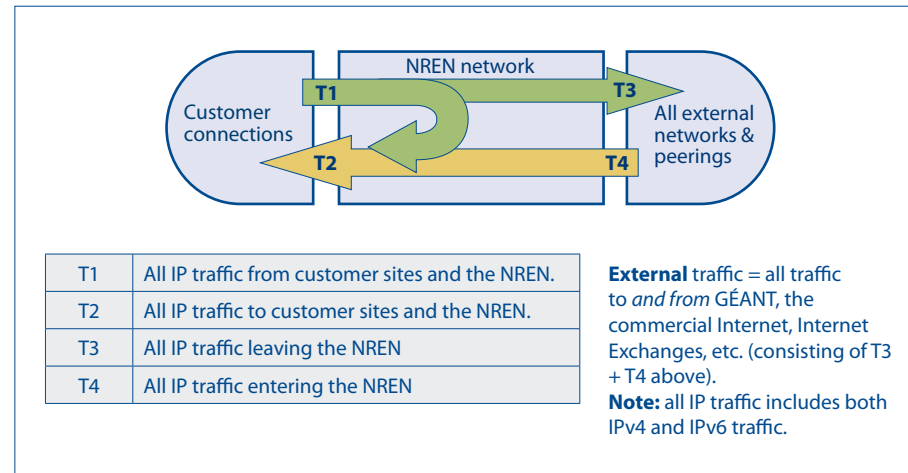 NREN network
T1
T3
Customer
connections
All external
networks &
peerings
T2
T4
T1 All IP traffic from customer sites and the NREN.
T2 All IP traffic to customer sites and the NREN.
T3 All IP traffic leaving the NREN
T4 All IP traffic entering the NREN
External traffic = all traffic
to and from GÉANT, the
commercial Internet, Internet
Exchanges, etc. (consisting of T3
+ T4 above).
Note: all IP traffic includes both
IPv4 and IPv6 traffic.